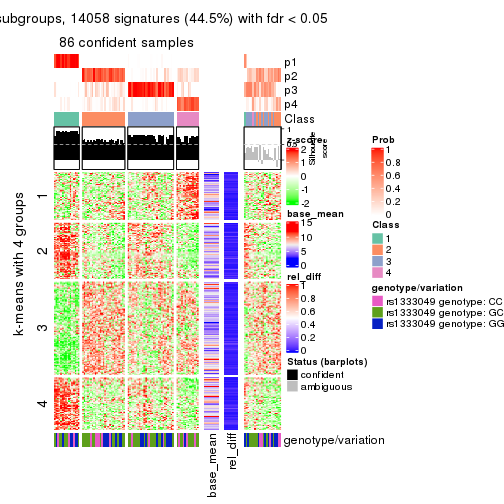 subgroups, 14058 signatures (44.5%) with fdr < 0.05
86 confident samples
p1
p2
p3
p4
Class
1
0.5
0
Silhouette
score
k-means with 4 groups
1
2
3
4
base_mean
rel_diff
genotype/variation
z-score
2
1
0
-1
-2
base_mean
15
10
5
0
rel_diff
1
0.8
0.6
0.4
0.2
0
Status (barplots)
confident
ambiguous
Prob
1
0.8
0.6
0.4
0.2
0
Class
1
2
3
4
genotype/variation
rs1333049 genotype: CC
rs1333049 genotype: GC
rs1333049 genotype: GG